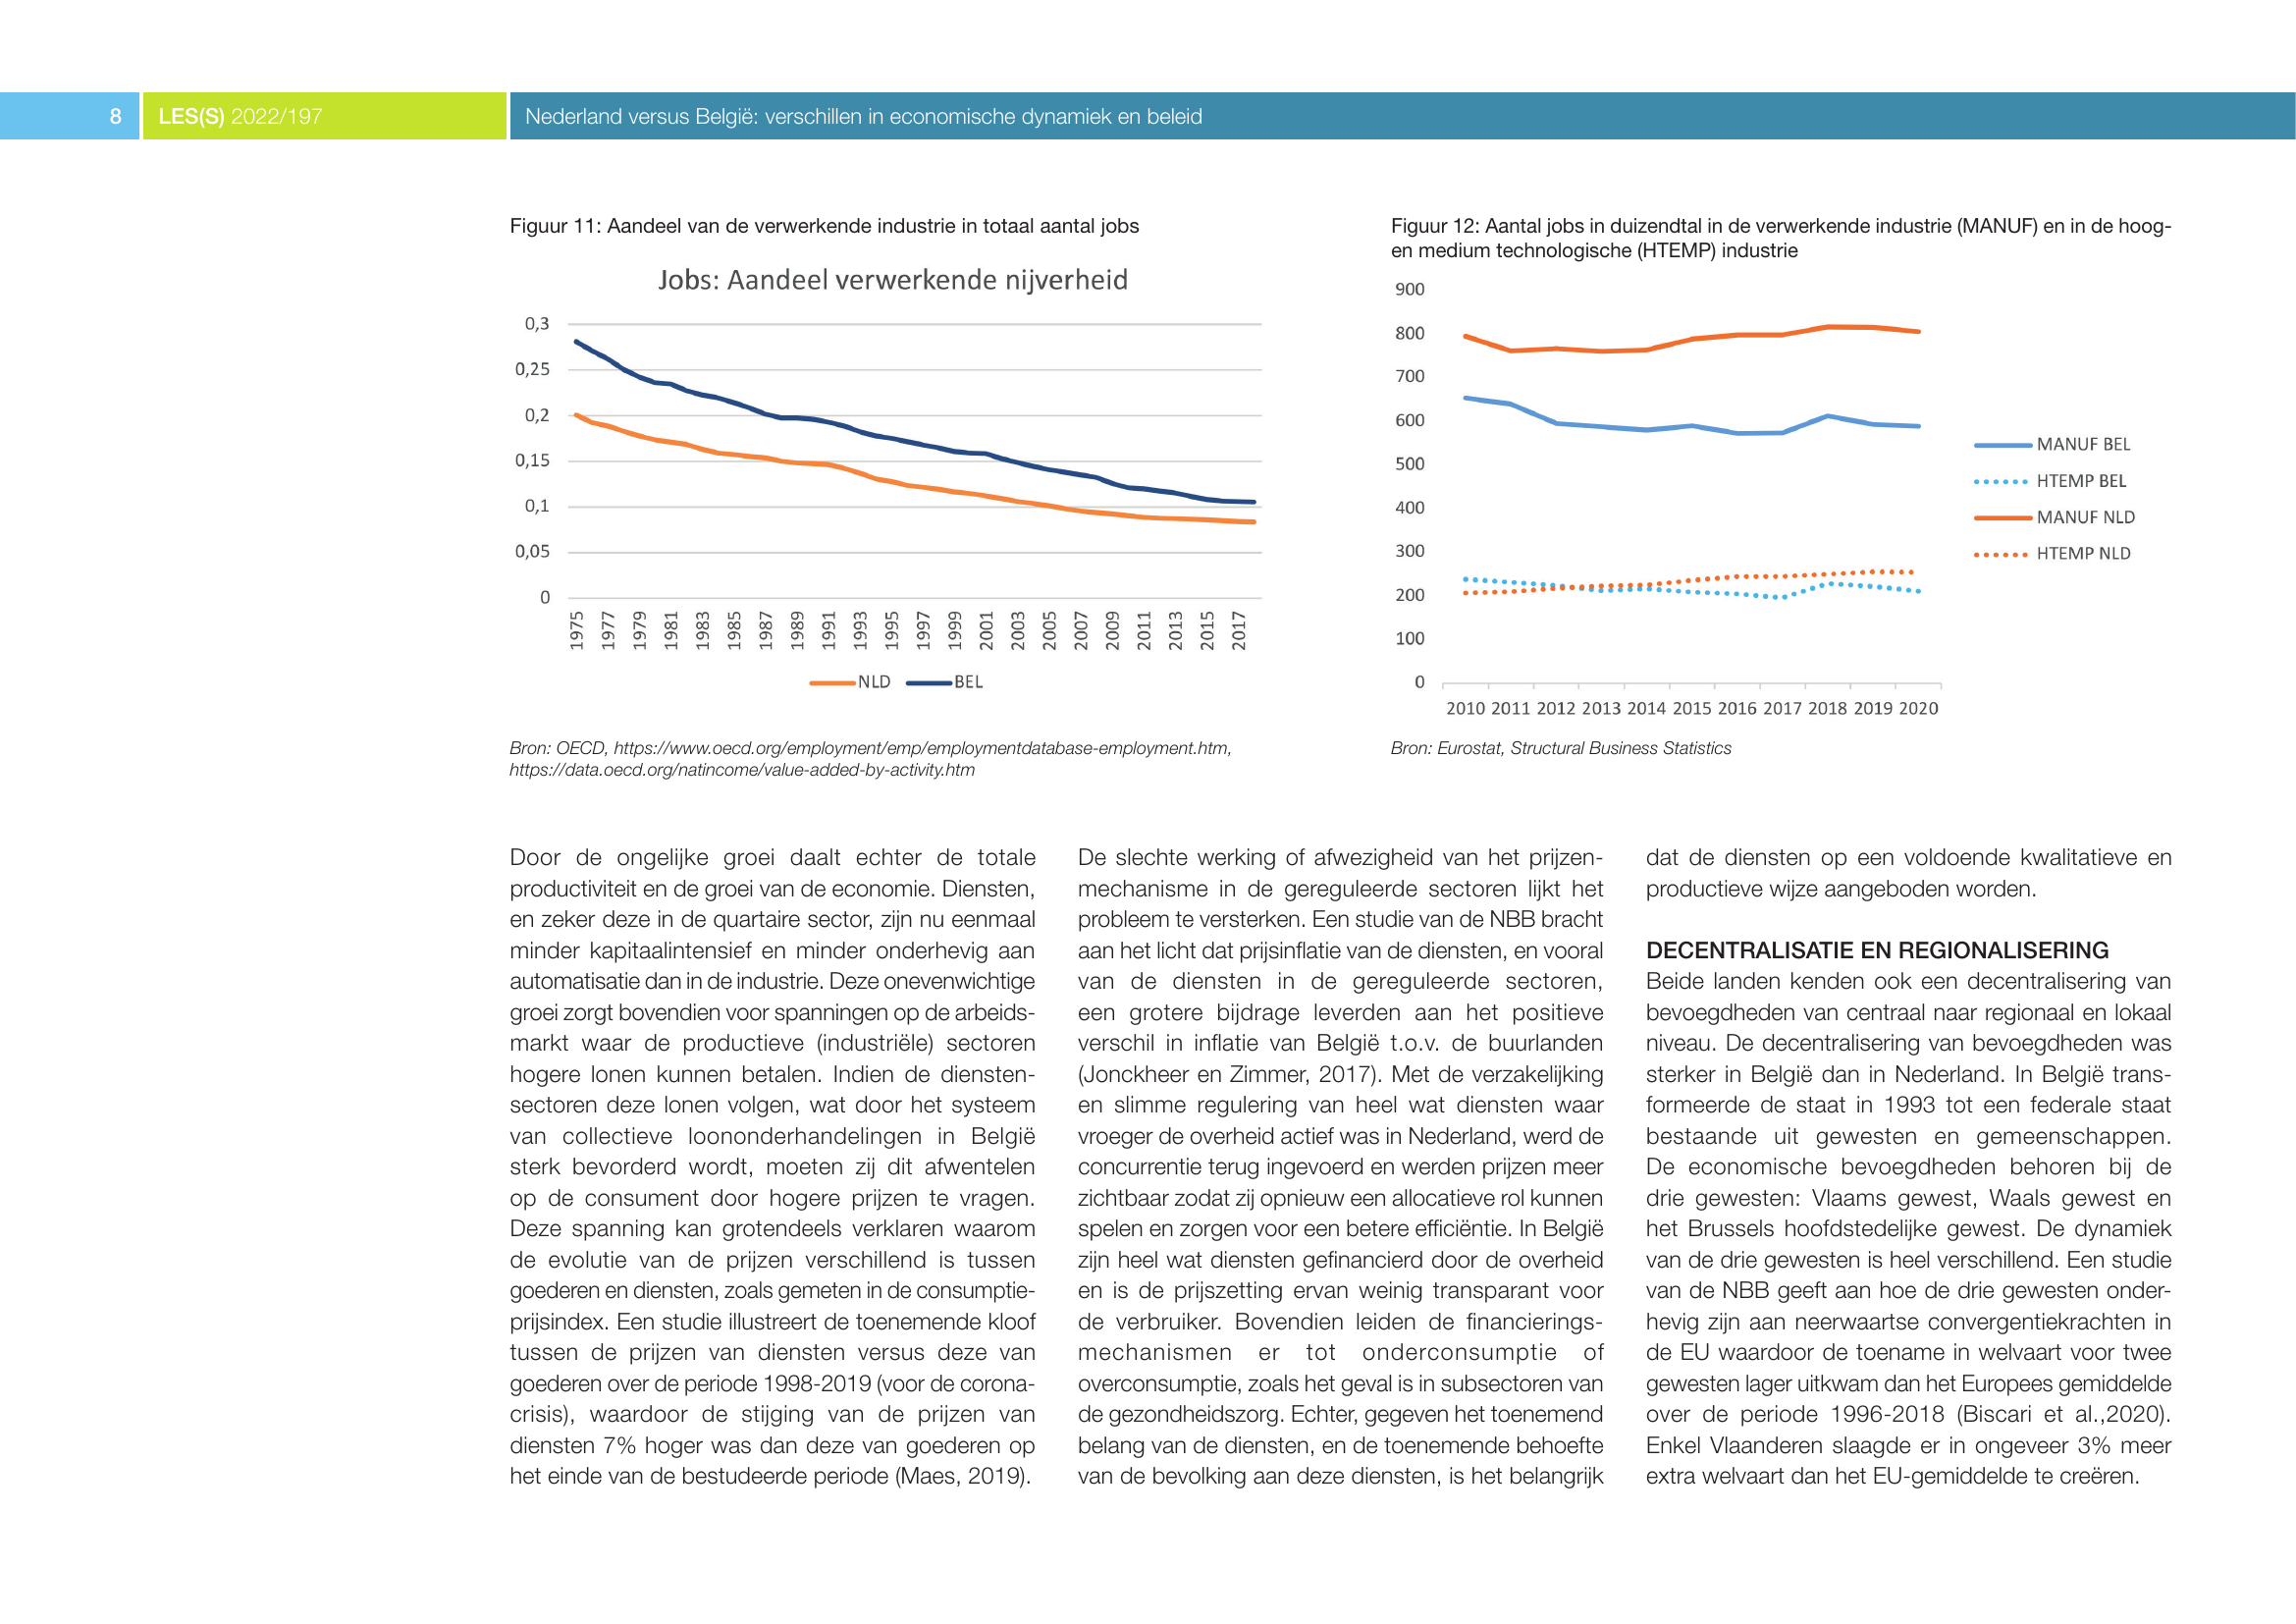 8
LES(S) 2022/197
Nederland versus België: verschillen in economische dynamiek en beleid
Figuur 11: Aandeel van de verwerkende industrie in totaal aantal jobs
Jobs: Aandeel verwerkende nijverheid
0,3
0,25
0,2
0,15
0,1
0,05
0
1975 1977 1979 1981 1983 1985 1987 1989 1991 1993 1995 1997 1999 2001 2003 2005 2007 2009 2011 2013 2015 2017
NLD BEL
Bron: OECD, https://www.oecd.org/employment/emp/employmentdatabase-employment.htm,
https://data.oecd.org/natincome/value-added-by-activity.htm
Figuur 12: Aantal jobs in duizendtal in de verwerkende industrie (MANUF) en in de hoog-
en medium technologische (HTEMP) industrie
900
800
700
600
500
400
300
200
100
0
2010 2011 2012 2013 2014 2015 2016 2017 2018 2019 2020
MANUF BEL
HTEMP BEL
MANUF NLD
HTEMP NLD
Bron: Eurostat, Structural Business Statistics
Door de ongelijke groei daalt echter de totale
productiviteit en de groei van de economie. Diensten,
en zeker deze in de quartaire sector, zijn nu eenmaal
minder kapitaalintensief en minder onderhevig aan
automatisatie dan in de industrie. Deze onevenwichtige
groei zorgt bovendien voor spanningen op de arbeids-
markt waar de productieve (industriële) sectoren
hogere lonen kunnen betalen. Indien de diensten-
sectoren deze lonen volgen, wat door het systeem
van collectieve loononderhandelingen in België
sterk bevorderd wordt, moeten zij dit afwentelen
op de consument door hogere prijzen te vragen.
Deze spanning kan grotendeels verklaren waarom
de evolutie van de prijzen verschillend is tussen
goederen en diensten, zoals gemeten in de consumptie-
prijsindex. Een studie illustreert de toenemende kloof
tussen de prijzen van diensten versus deze van
goederen over de periode 1998-2019 (voor de corona-
crisis), waardoor de stijging van de prijzen van
diensten 7% hoger was dan deze van goederen op
het einde van de bestudeerde periode (Maes, 2019).
De slechte werking of afwezigheid van het prijzen-
mechanisme in de gereguleerde sectoren lijkt het
probleem te versterken. Een studie van de NBB bracht
aan het licht dat prijsinflatie van de diensten, en vooral
van de diensten in de gereguleerde sectoren,
een grotere bijdrage leverden aan het positieve
verschil in inflatie van België t.o.v. de buurlanden
(Jonckheer en Zimmer, 2017). Met de verzakelijking
en slimme regulering van heel wat diensten waar
vroeger de overheid actief was in Nederland, werd de
concurrentie terug ingevoerd en werden prijzen meer
zichtbaar zodat zij opnieuw een allocatieve rol kunnen
spelen en zorgen voor een betere efficiëntie. In België
zijn heel wat diensten gefinancierd door de overheid
en is de prijszetting ervan weinig transparant voor
de verbruiker. Bovendien leiden de financierings-
mechanismen er tot onderconsumptie of
overconsumptie, zoals het geval is in subsectoren van
de gezondheidszorg. Echter, gegeven het toenemend
belang van de diensten, en de toenemende behoefte
van de bevolking aan deze diensten, is het belangrijk
dat de diensten op een voldoende kwalitatieve en
productieve wijze aangeboden worden.
DECENTRALISATIE EN REGIONALISERING
Beide landen kenden ook een decentralisering van
bevoegdheden van centraal naar regionaal en lokaal
niveau. De decentralisering van bevoegdheden was
sterker in België dan in Nederland. In België trans-
formeerde de staat in 1993 tot een federale staat
bestaande uit gewesten en gemeenschappen.
De economische bevoegdheden behoren bij de
drie gewesten: Vlaams gewest, Waals gewest en
het Brussels hoofdstedelijke gewest. De dynamiek
van de drie gewesten is heel verschillend. Een studie
van de NBB geeft aan hoe de drie gewesten onder-
hevig zijn aan neerwaartse convergentiekrachten in
de EU waardoor de toename in welvaart voor twee
gewesten lager uitkwam dan het Europees gemiddelde
over de periode 1996-2018 (Biscari et al.,2020).
Enkel Vlaanderen slaagde er in ongeveer 3% meer
extra welvaart dan het EU-gemiddelde te creëren.